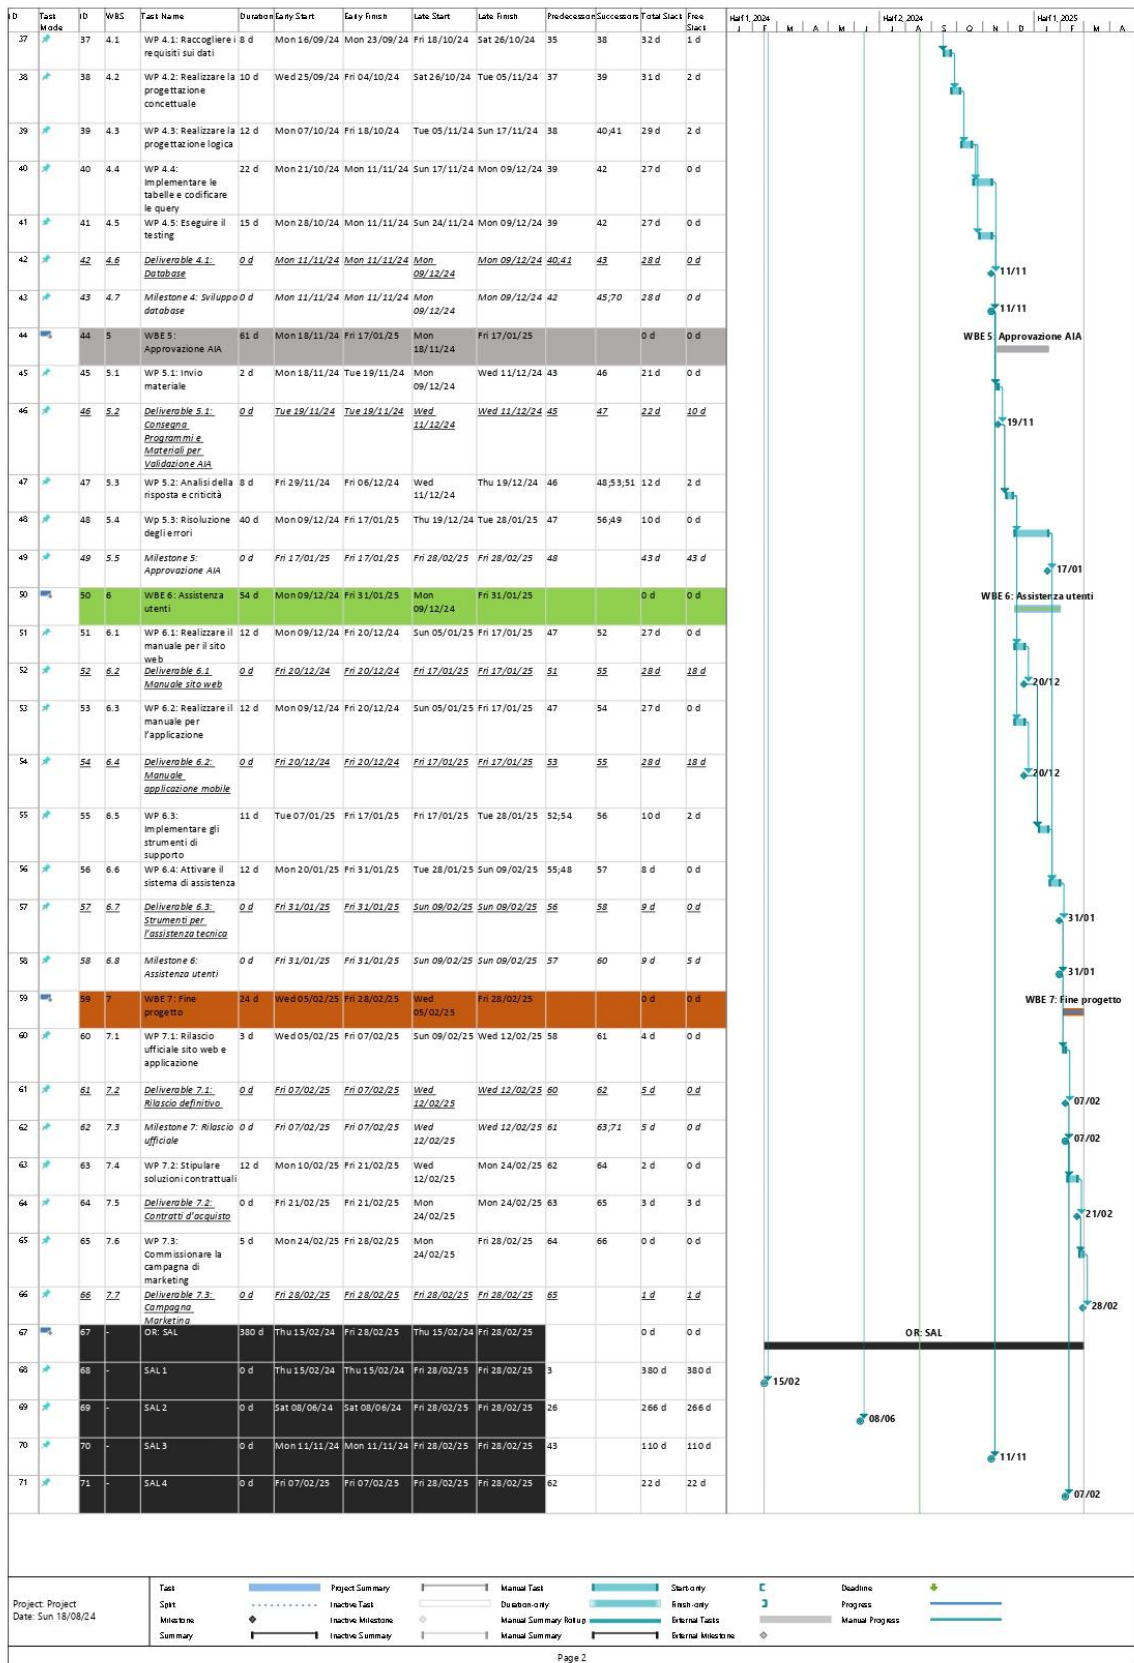 ID Task Mode ID WBS Task Name Duration Early Start Early Finish Late Start Late Finish Predecessors Successors Total Slack Free Slack
Half 1, 2024 Half 2, 2024 Half 1, 2025
J F M A M J J A S O N D J F M A
37 37 4.1 WP 4.1: Raccogliere i requisiti sui dati 8 d Mon 16/09/24 Mon 23/09/24 Fri 18/10/24 Sat 26/10/24 35 38 32 d 1 d
38 38 4.2 WP 4.2: Realizzare la progettazione concettuale 10 d Wed 25/09/24 Fri 04/10/24 Sat 26/10/24 Tue 05/11/24 37 39 31 d 2 d
39 39 4.3 WP 4.3: Realizzare la progettazione logica 12 d Mon 07/10/24 Fri 18/10/24 Tue 05/11/24 Sun 17/11/24 38 40;41 29 d 2 d
40 40 4.4 WP 4.4: Implementare le tabelle e codificare le query 22 d Mon 21/10/24 Mon 11/11/24 Sun 17/11/24 Mon 09/12/24 39 42 27 d 0 d
41 41 4.5 WP 4.5: Eseguire il testing 15 d Mon 28/10/24 Mon 11/11/24 Sun 24/11/24 Mon 09/12/24 39 42 27 d 0 d
42 42 4.6 Deliverable 4.1: Database 0 d Mon 11/11/24 Mon 11/11/24 Mon 09/12/24 Mon 09/12/24 40;41 43 28 d 0 d 11/11
43 43 4.7 Milestone 4: Sviluppo database 0 d Mon 11/11/24 Mon 11/11/24 Mon 09/12/24 Mon 09/12/24 42 45;70 28 d 0 d 11/11
44 44 5 WBE 5: Approvazione AIA 61 d Mon 18/11/24 Fri 17/01/25 Mon 18/11/24 Fri 17/01/25 0 d 0 d WBE 5: Approvazione AIA
45 45 5.1 WP 5.1: Invio materiale 2 d Mon 18/11/24 Tue 19/11/24 Mon 09/12/24 Wed 11/12/24 43 46 21 d 0 d
46 46 5.2 Deliverable 5.1: Consegna Programmi e Materiali per Validazione AIA 0 d Tue 19/11/24 Tue 19/11/24 Wed 11/12/24 Wed 11/12/24 45 47 22 d 10 d 19/11
47 47 5.3 WP 5.2: Analisi della risposta e criticità 8 d Fri 29/11/24 Fri 06/12/24 Wed 11/12/24 Thu 19/12/24 46 48;53;51 12 d 2 d
48 48 5.4 Wp 5.3: Risoluzione degli errori 40 d Mon 09/12/24 Fri 17/01/25 Thu 19/12/24 Tue 28/01/25 47 56;49 10 d 0 d
49 49 5.5 Milestone 5: Approvazione AIA 0 d Fri 17/01/25 Fri 17/01/25 Fri 28/02/25 Fri 28/02/25 48 43 d 43 d 17/01
50 50 6 WBE 6: Assistenza utenti 54 d Mon 09/12/24 Fri 31/01/25 Mon 09/12/24 Fri 31/01/25 0 d 0 d WBE 6: Assistenza utenti
51 51 6.1 WP 6.1: Realizzare il manuale per il sito web 12 d Mon 09/12/24 Fri 20/12/24 Sun 05/01/25 Fri 17/01/25 47 52 27 d 0 d
52 52 6.2 Deliverable 6.1 Manuale sito web 0 d Fri 20/12/24 Fri 20/12/24 Fri 17/01/25 Fri 17/01/25 51 55 28 d 18 d 20/12
53 53 6.3 WP 6.2: Realizzare il manuale per l'applicazione 12 d Mon 09/12/24 Fri 20/12/24 Sun 05/01/25 Fri 17/01/25 47 54 27 d 0 d
54 54 6.4 Deliverable 6.2: Manuale applicazione mobile 0 d Fri 20/12/24 Fri 20/12/24 Fri 17/01/25 Fri 17/01/25 53 55 28 d 18 d 20/12
55 55 6.5 WP 6.3: Implementare gli strumenti di supporto 11 d Tue 07/01/25 Fri 17/01/25 Fri 17/01/25 Tue 28/01/25 52;54 56 10 d 2 d
56 56 6.6 WP 6.4: Attivare il sistema di assistenza 12 d Mon 20/01/25 Fri 31/01/25 Tue 28/01/25 Sun 09/02/25 55;48 57 8 d 0 d
57 57 6.7 Deliverable 6.3: Strumenti per l'assistenza tecnica 0 d Fri 31/01/25 Fri 31/01/25 Sun 09/02/25 Sun 09/02/25 56 58 9 d 0 d 31/01
58 58 6.8 Milestone 6: Assistenza utenti 0 d Fri 31/01/25 Fri 31/01/25 Sun 09/02/25 Sun 09/02/25 57 60 9 d 5 d 31/01
59 59 7 WBE 7: Fine progetto 24 d Wed 05/02/25 Fri 28/02/25 Wed 05/02/25 Fri 28/02/25 0 d 0 d WBE 7: Fine progetto
60 60 7.1 WP 7.1: Rilascio ufficiale sito web e applicazione 3 d Wed 05/02/25 Fri 07/02/25 Sun 09/02/25 Wed 12/02/25 58 61 4 d 0 d
61 61 7.2 Deliverable 7.1: Rilascio definitivo 0 d Fri 07/02/25 Fri 07/02/25 Wed 12/02/25 Wed 12/02/25 60 62 5 d 0 d 07/02
62 62 7.3 Milestone 7: Rilascio ufficiale 0 d Fri 07/02/25 Fri 07/02/25 Wed 12/02/25 Wed 12/02/25 61 63;71 5 d 0 d 07/02
63 63 7.4 WP 7.2: Stipulare soluzioni contrattuali 12 d Mon 10/02/25 Fri 21/02/25 Wed 12/02/25 Mon 24/02/25 62 64 2 d 0 d
64 64 7.5 Deliverable 7.2: Contratti d'acquisto 0 d Fri 21/02/25 Fri 21/02/25 Mon 24/02/25 Mon 24/02/25 63 65 3 d 3 d 21/02
65 65 7.6 WP 7.3: Commissionare la campagna di marketing 5 d Mon 24/02/25 Fri 28/02/25 Mon 24/02/25 Fri 28/02/25 64 66 0 d 0 d
66 66 7.7 Deliverable 7.3: Campagna Marketing 0 d Fri 28/02/25 Fri 28/02/25 Fri 28/02/25 Fri 28/02/25 65 1 d 1 d 28/02
67 67 - OR: SAL 380 d Thu 15/02/24 Fri 28/02/25 Thu 15/02/24 Fri 28/02/25 0 d 0 d OR: SAL
68 68 - SAL 1 0 d Thu 15/02/24 Thu 15/02/24 Fri 28/02/25 Fri 28/02/25 3 380 d 380 d 15/02
69 69 - SAL 2 0 d Sat 08/06/24 Sat 08/06/24 Fri 28/02/25 Fri 28/02/25 26 266 d 266 d 08/06
70 70 - SAL 3 0 d Mon 11/11/24 Mon 11/11/24 Fri 28/02/25 Fri 28/02/25 43 110 d 110 d 11/11
71 71 - SAL 4 0 d Fri 07/02/25 Fri 07/02/25 Fri 28/02/25 Fri 28/02/25 62 22 d 22 d 07/02
Project: Project
Date: Sun 18/08/24
Task Project Summary Manual Task Start-only Deadline
Split Inactive Task Duration-only Finish-only Progress
Milestone Inactive Milestone Manual Summary Rollup External Tasks Manual Progress
Summary Inactive Summary Manual Summary External Milestone
Page 2